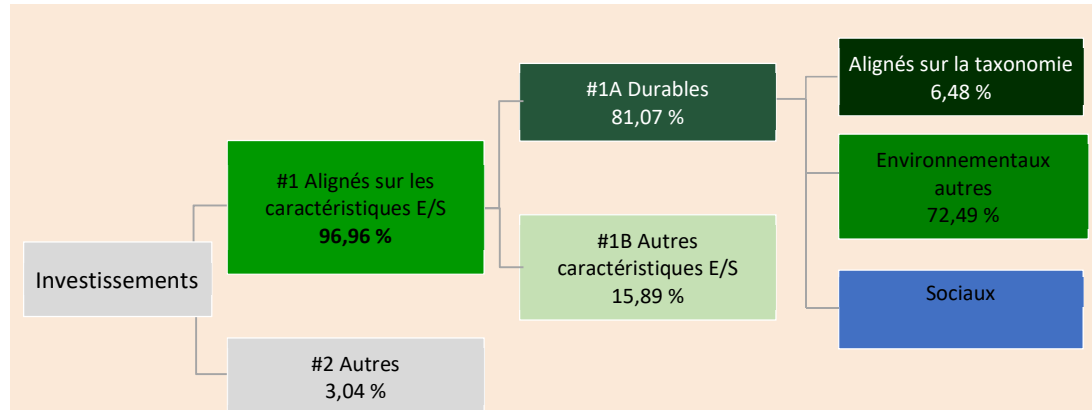 Investissements
#1 Alignés sur les
caractéristiques E/S
96,96 %
#2 Autres
3,04 %
#1A Durables
81,07 %
#1B Autres
caractéristiques E/S
15,89 %
Alignés sur la taxonomie
6,48 %
Environnementaux
autres
72,49 %
Sociaux